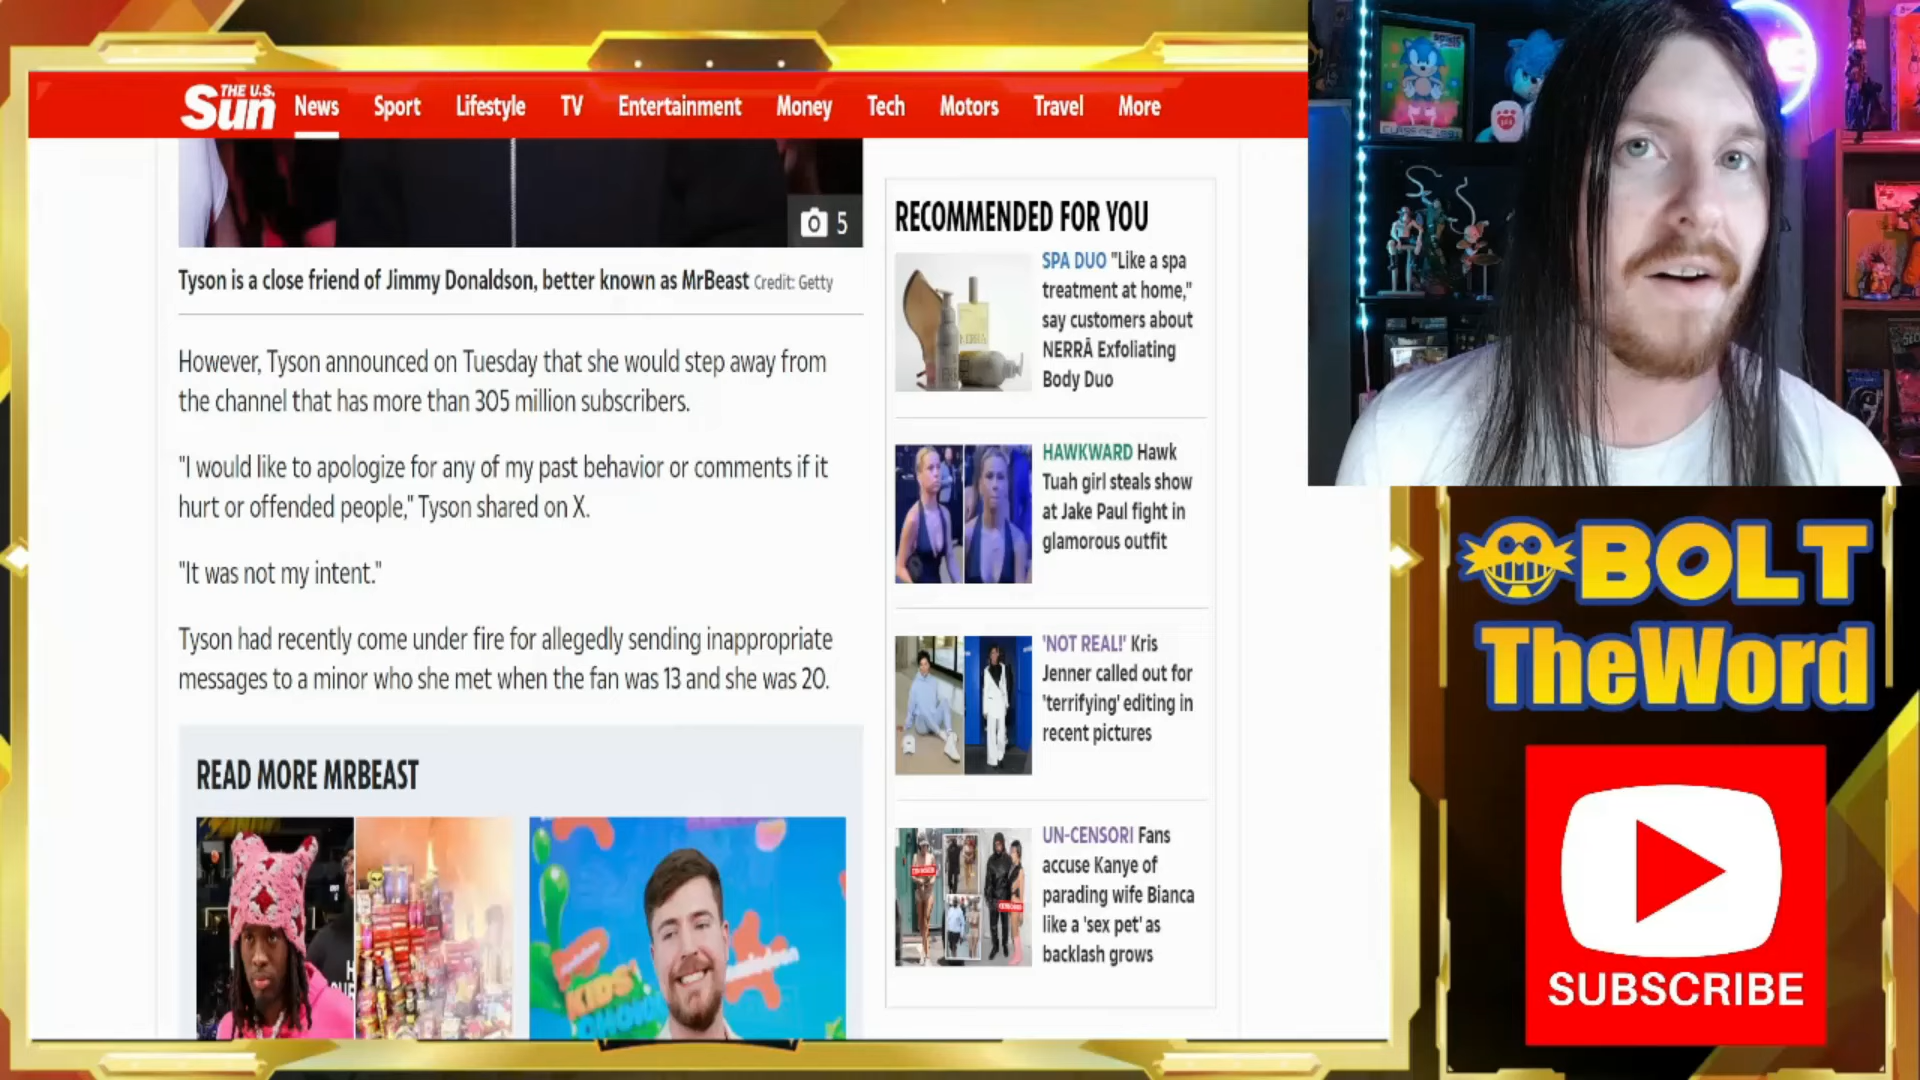 THE U.S.
Sun
News Sport Lifestyle TV Entertainment Money Tech Motors Travel More
5
Tyson is a close friend of Jimmy Donaldson, better known as MrBeast Credit: Getty
However, Tyson announced on Tuesday that she would step away from
the channel that has more than 305 million subscribers.
"I would like to apologize for any of my past behavior or comments if it
hurt or offended people," Tyson shared on X.
"It was not my intent."
Tyson had recently come under fire for allegedly sending inappropriate
messages to a minor who she met when the fan was 13 and she was 20.
READ MORE MRBEAST
KIDS'
CHOICE
nickelodeon
RECOMMENDED FOR YOU
SPA DUO "Like a spa
treatment at home,"
say customers about
NERRĀ Exfoliating
Body Duo
HAWKWARD Hawk
Tuah girl steals show
at Jake Paul fight in
glamorous outfit
'NOT REAL!' Kris
Jenner called out for
'terrifying' editing in
recent pictures
UN-CENSORI Fans
accuse Kanye of
parading wife Bianca
like a 'sex pet' as
backlash grows
BOLT
TheWord
SUBSCRIBE